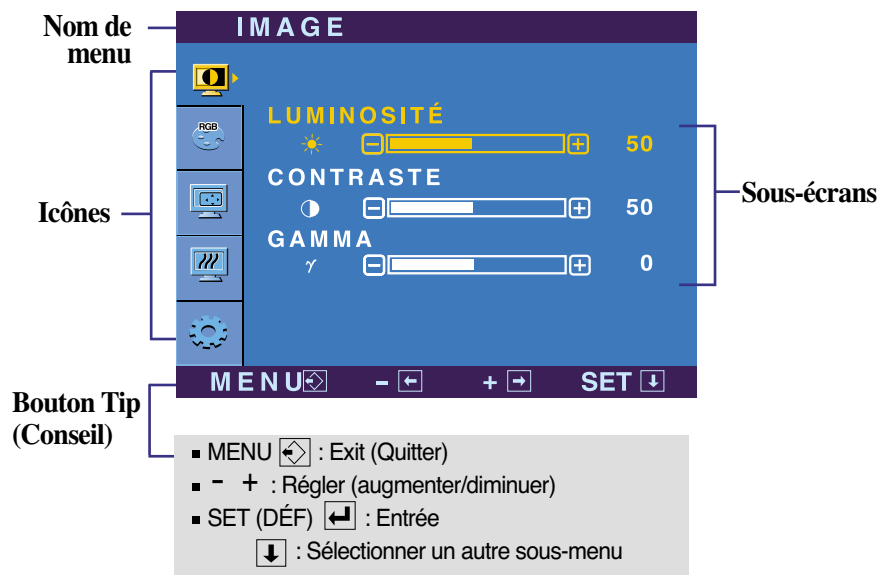 Nom de
menu
IMAGE
RGB
LUMINOSITÉ
50
CONTRASTE
50
GAMMA
γ 0
Icônes
Sous-écrans
MENU - + SET
Bouton Tip
(Conseil)
MENU : Exit (Quitter)
- + : Régler (augmenter/diminuer)
SET (DÉF) : Entrée
: Sélectionner un autre sous-menu